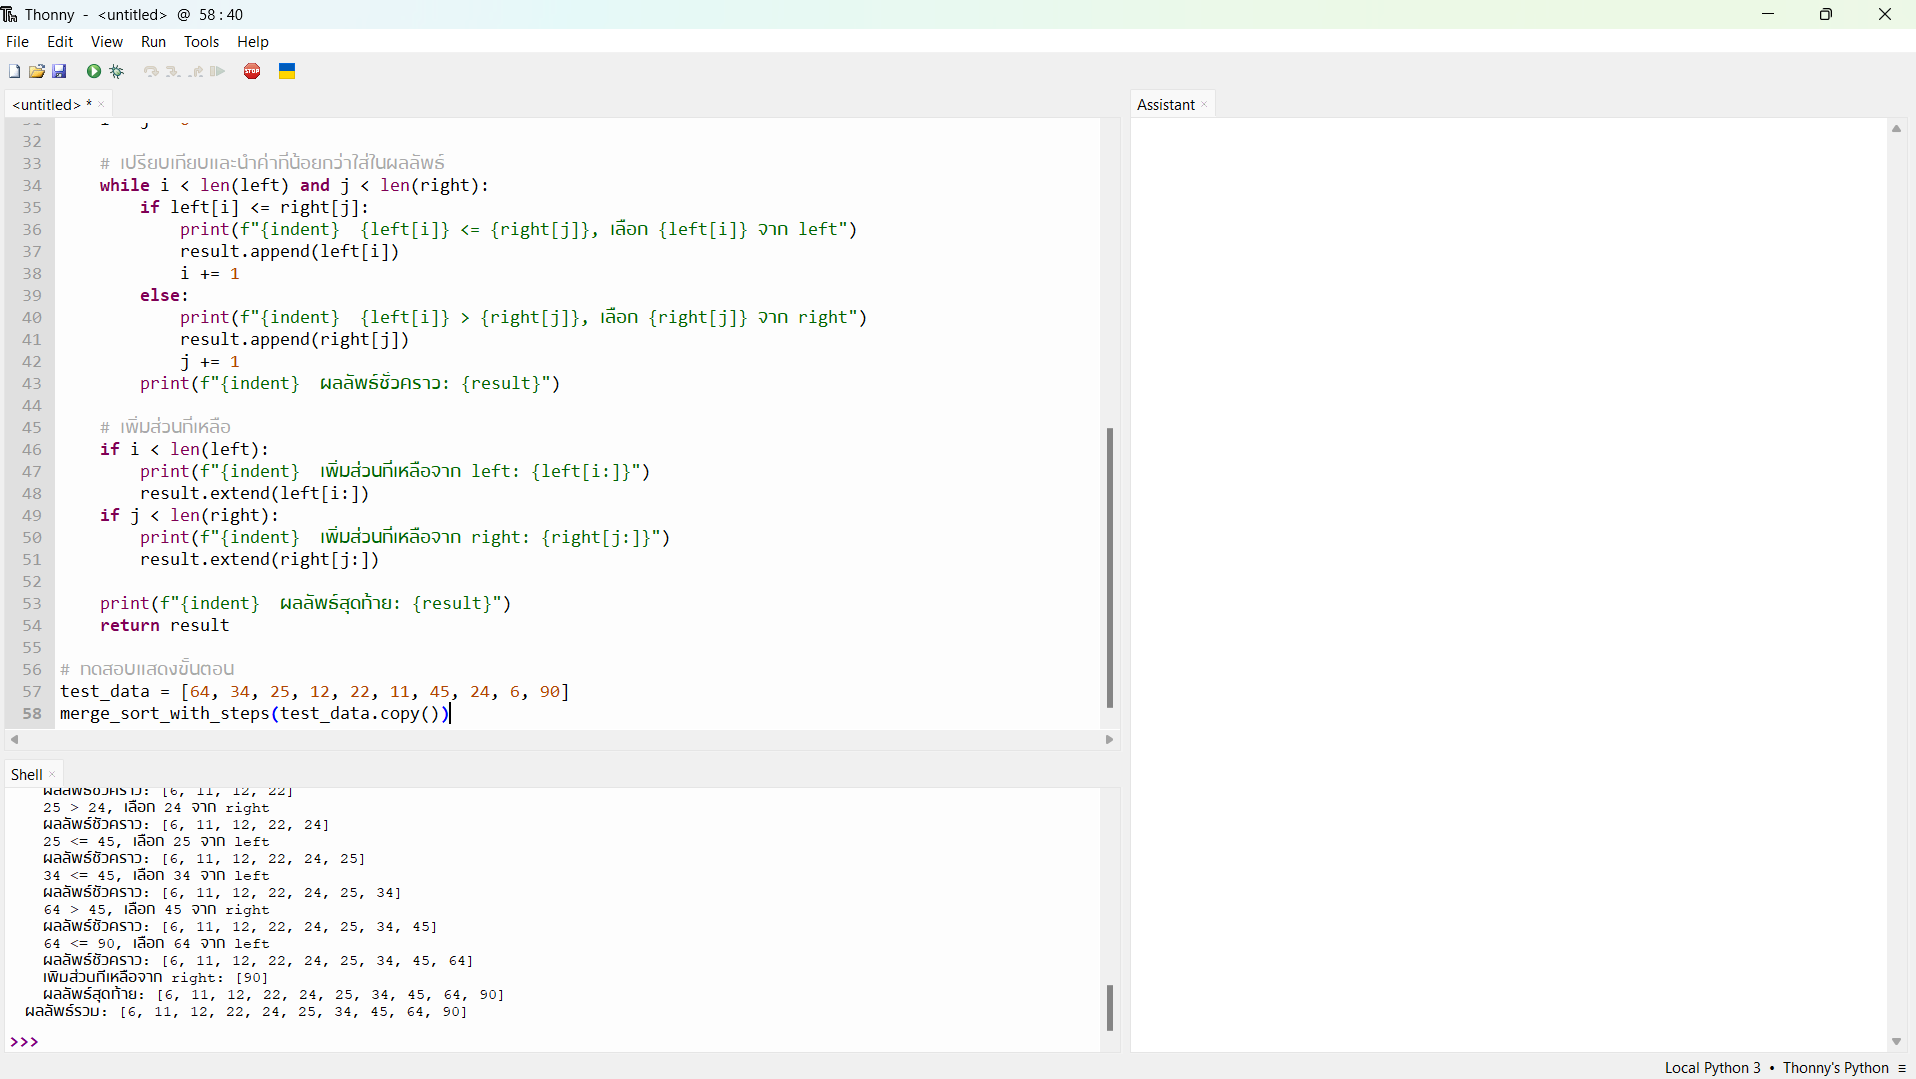 Thonny - <untitled> @ 58 : 40
File Edit View Run Tools Help
<untitled> *
Assistant
32
33 # เปรียบเทียบและนำค่าที่น้อยกว่าใส่ในผลลัพธ์
34 while i < len(left) and j < len(right):
35 if left[i] <= right[j]:
36 print(f"{indent}  {left[i]} <= {right[j]}, เลือก {left[i]} จาก left")
37 result.append(left[i])
38 i += 1
39 else:
40 print(f"{indent}  {left[i]} > {right[j]}, เลือก {right[j]} จาก right")
41 result.append(right[j])
42 j += 1
43 print(f"{indent}  ผลลัพธ์ชั่วคราว: {result}")
44
45 # เพิ่มส่วนที่เหลือ
46 if i < len(left):
47 print(f"{indent}  เพิ่มส่วนที่เหลือจาก left: {left[i:]}")
48 result.extend(left[i:])
49 if j < len(right):
50 print(f"{indent}  เพิ่มส่วนที่เหลือจาก right: {right[j:]}")
51 result.extend(right[j:])
52
53 print(f"{indent}  ผลลัพธ์สุดท้าย: {result}")
54 return result
55
56 # ทดสอบแสดงขั้นตอน
57 test_data = [64, 34, 25, 12, 22, 11, 45, 24, 6, 90]
58 merge_sort_with_steps(test_data.copy())
Shell
ผลลัพธ์ชั่วคราว: [6, 11, 12, 22]
25 > 24, เลือก 24 จาก right
ผลลัพธ์ชั่วคราว: [6, 11, 12, 22, 24]
25 <= 45, เลือก 25 จาก left
ผลลัพธ์ชั่วคราว: [6, 11, 12, 22, 24, 25]
34 <= 45, เลือก 34 จาก left
ผลลัพธ์ชั่วคราว: [6, 11, 12, 22, 24, 25, 34]
64 > 45, เลือก 45 จาก right
ผลลัพธ์ชั่วคราว: [6, 11, 12, 22, 24, 25, 34, 45]
64 <= 90, เลือก 64 จาก left
ผลลัพธ์ชั่วคราว: [6, 11, 12, 22, 24, 25, 34, 45, 64]
เพิ่มส่วนที่เหลือจาก right: [90]
ผลลัพธ์สุดท้าย: [6, 11, 12, 22, 24, 25, 34, 45, 64, 90]
ผลลัพธ์รวม: [6, 11, 12, 22, 24, 25, 34, 45, 64, 90]
>>>
Local Python 3 • Thonny's Python ≡